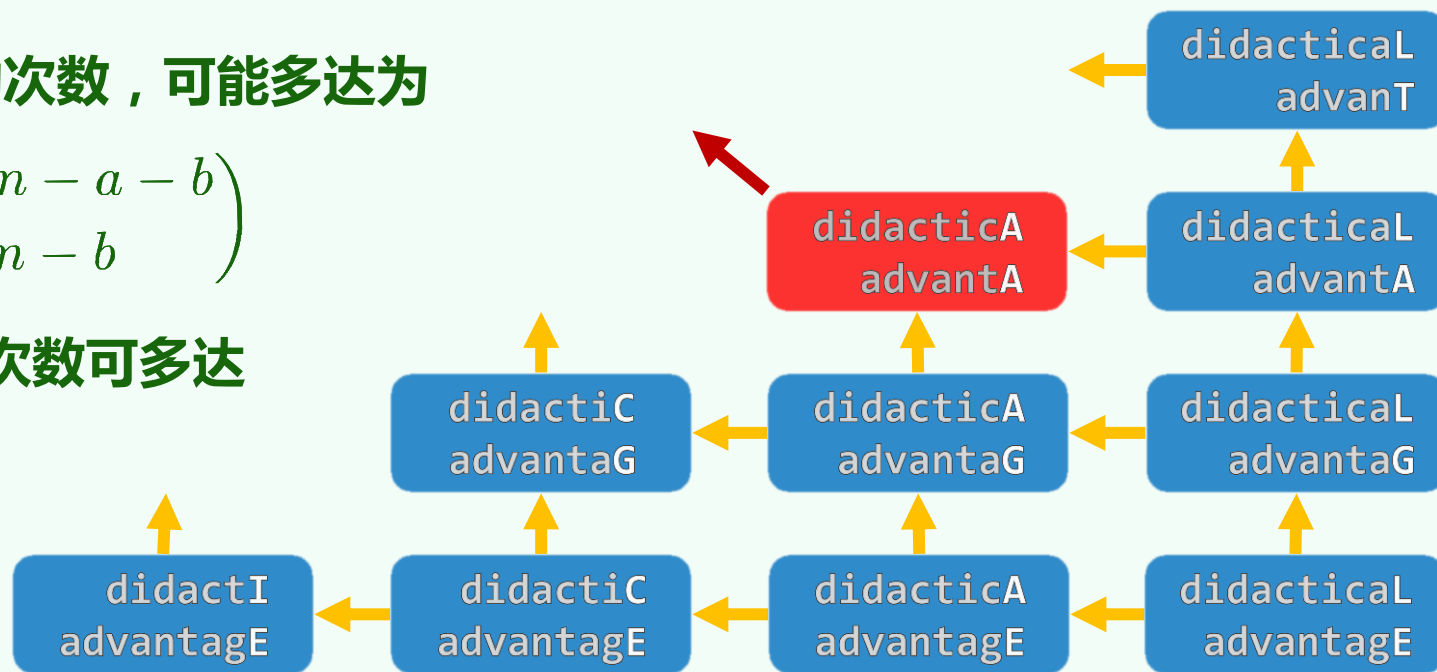 次数，可能多达为
n − a − b
n − b
次数可多达
didacticaL
advanT
didacticA
advantA
didacticaL
advantA
didactiC
advantaG
didacticA
advantaG
didacticaL
advantaG
didactI
advantagE
didactiC
advantagE
didacticA
advantagE
didacticaL
advantagE